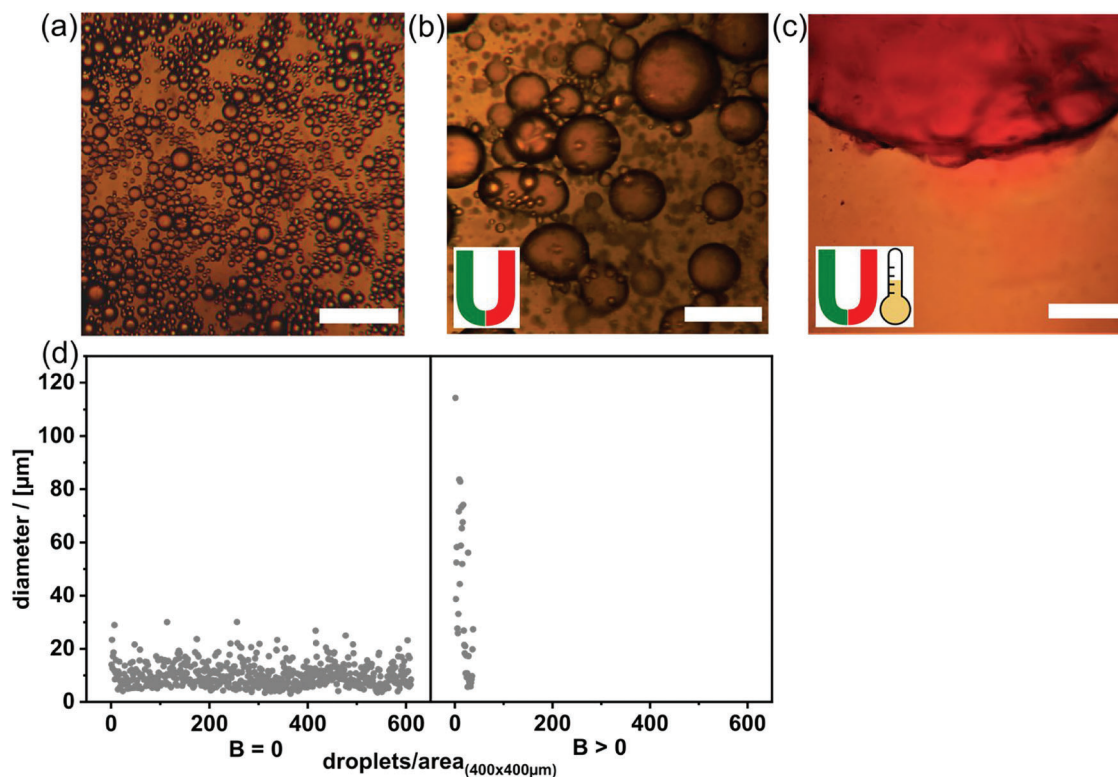 (a)
(b)
(c)
(d)
diameter / [μm]
120
100
80
60
40
20
0
0 200 400 600 0 200 400 600
B = 0 B > 0
droplets/area(400x400μm)